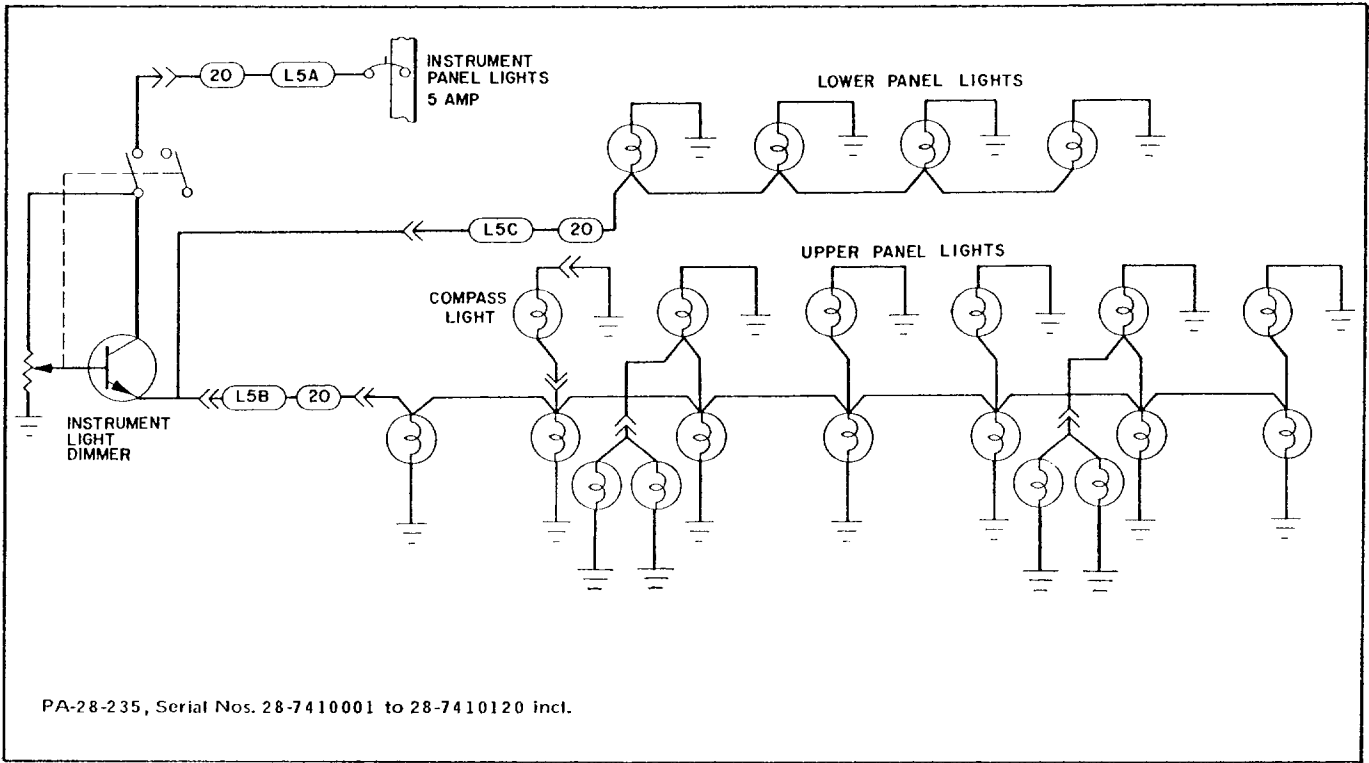 20
L5A
INSTRUMENT
PANEL LIGHTS
5 AMP
LOWER PANEL LIGHTS
L5C
20
UPPER PANEL LIGHTS
COMPASS
LIGHT
L5B
20
INSTRUMENT
LIGHT
DIMMER
PA-28-235, Serial Nos. 28-7410001 to 28-7410120 incl.